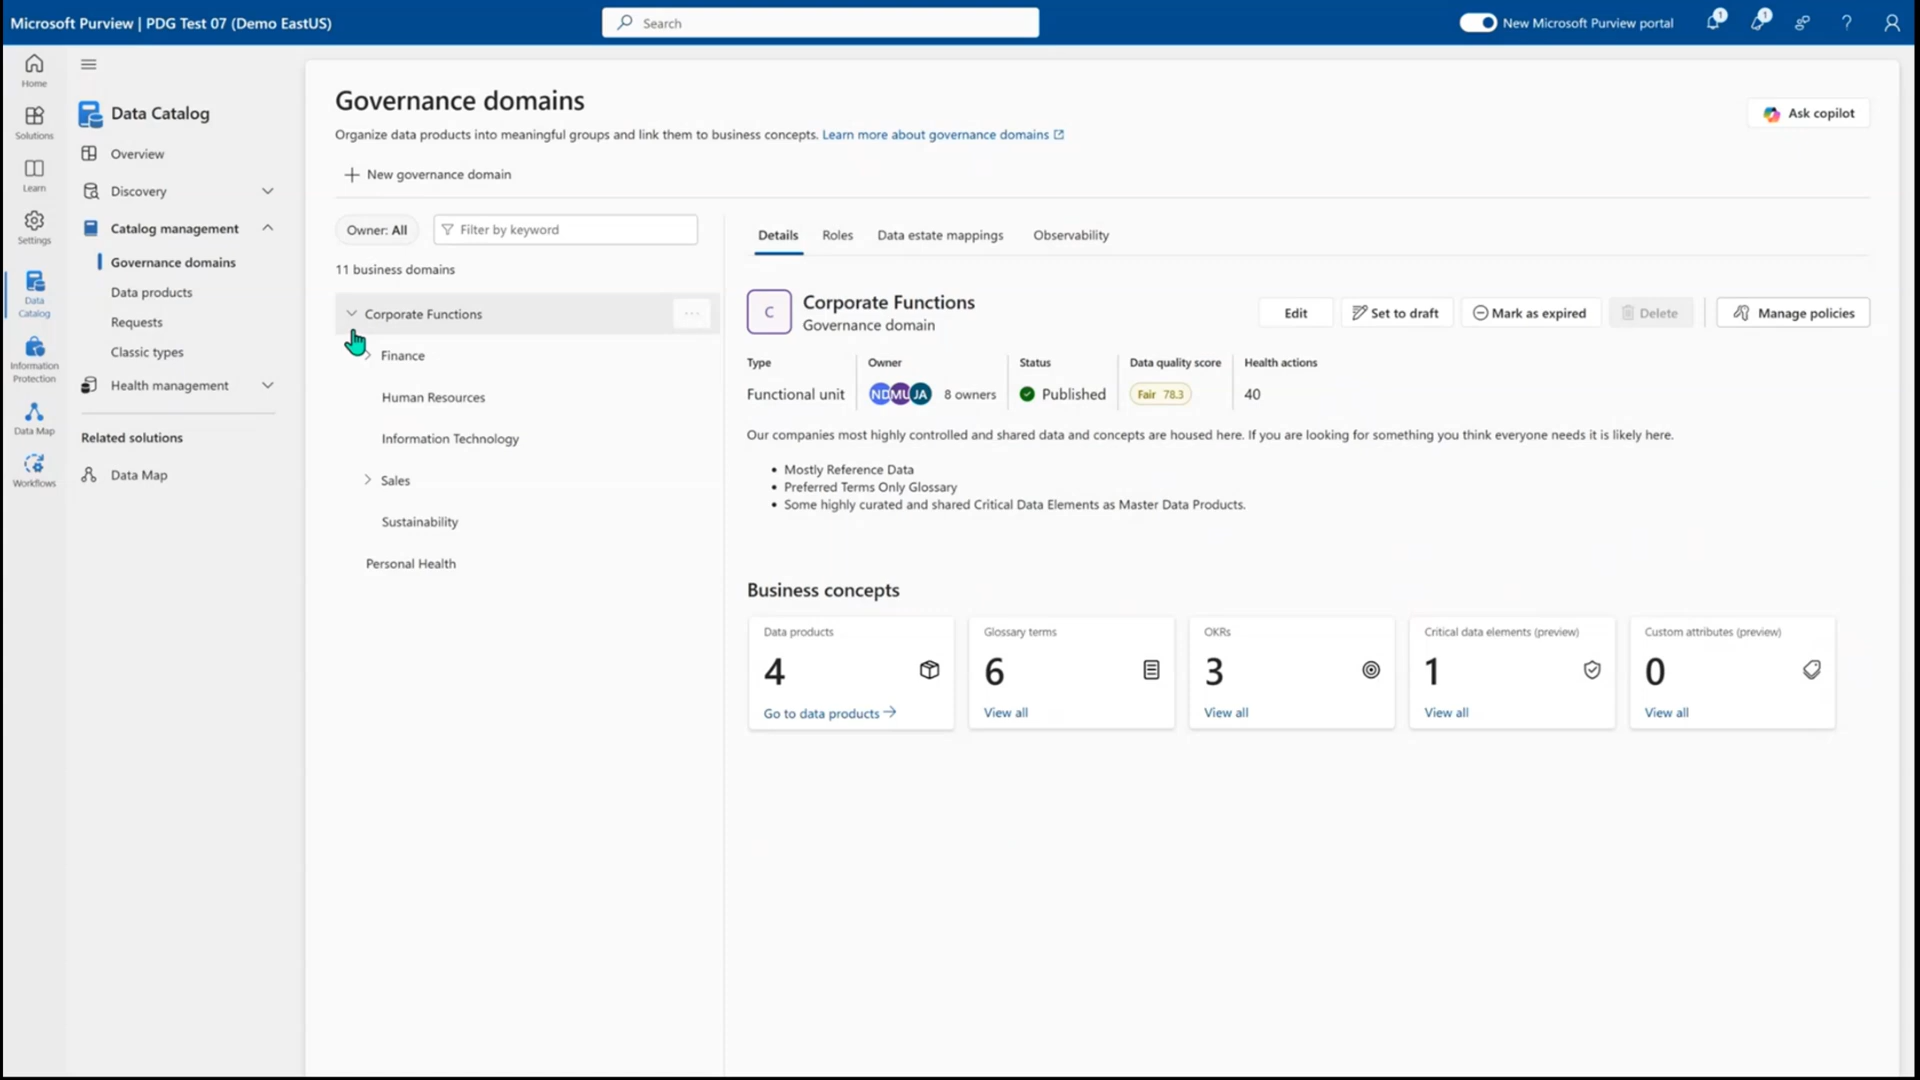 Microsoft Purview | PDG Test 07 (Demo EastUS)
Search
New Microsoft Purview portal
1
1
?
Home
Solutions
Learn
Settings
Data
Catalog
Information
Protection
Data Map
Workflows
Data Catalog
Overview
Discovery
Catalog management
Governance domains
Data products
Requests
Classic types
Health management
Related solutions
Data Map
Governance domains
Ask copilot
Organize data products into meaningful groups and link them to business concepts. Learn more about governance domains
New governance domain
Owner: All
Filter by keyword
11 business domains
Corporate Functions
...
Finance
Human Resources
Information Technology
Sales
Sustainability
Personal Health
Details Roles Data estate mappings Observability
C
Corporate Functions
Governance domain
Edit Set to draft Mark as expired Delete Manage policies
Type Owner Status Data quality score Health actions
Functional unit ND MU JA 8 owners Published Fair 78.3 40
Our companies most highly controlled and shared data and concepts are housed here. If you are looking for something you think everyone needs it is likely here.
• Mostly Reference Data
• Preferred Terms Only Glossary
• Some highly curated and shared Critical Data Elements as Master Data Products.
Business concepts
Data products Glossary terms OKRs Critical data elements (preview) Custom attributes (preview)
4 6 3 1 0
Go to data products View all View all View all View all